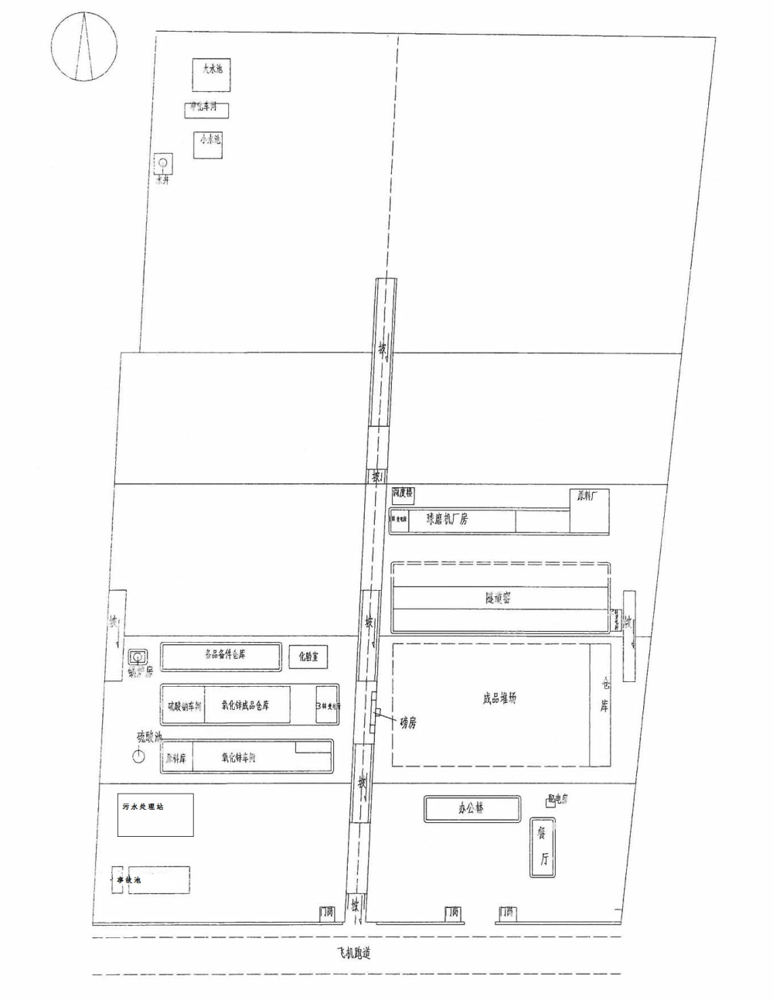 大水池
净化车间
小水池
水井
坡
坡
调度楼
原料厂
变电所
球磨机厂房
隧道窑
坡
坡
坡
备品备件仓库
化验室
锅炉房
成品堆场
仓
库
硫酸锌车间
氧化锌成品仓库
3#变电所
磅房
硫酸池
原料库
氧化锌车间
坡
污水处理站
办公楼
配电房
餐
厅
事故池
坡
门岗
门岗
门岗
飞机跑道